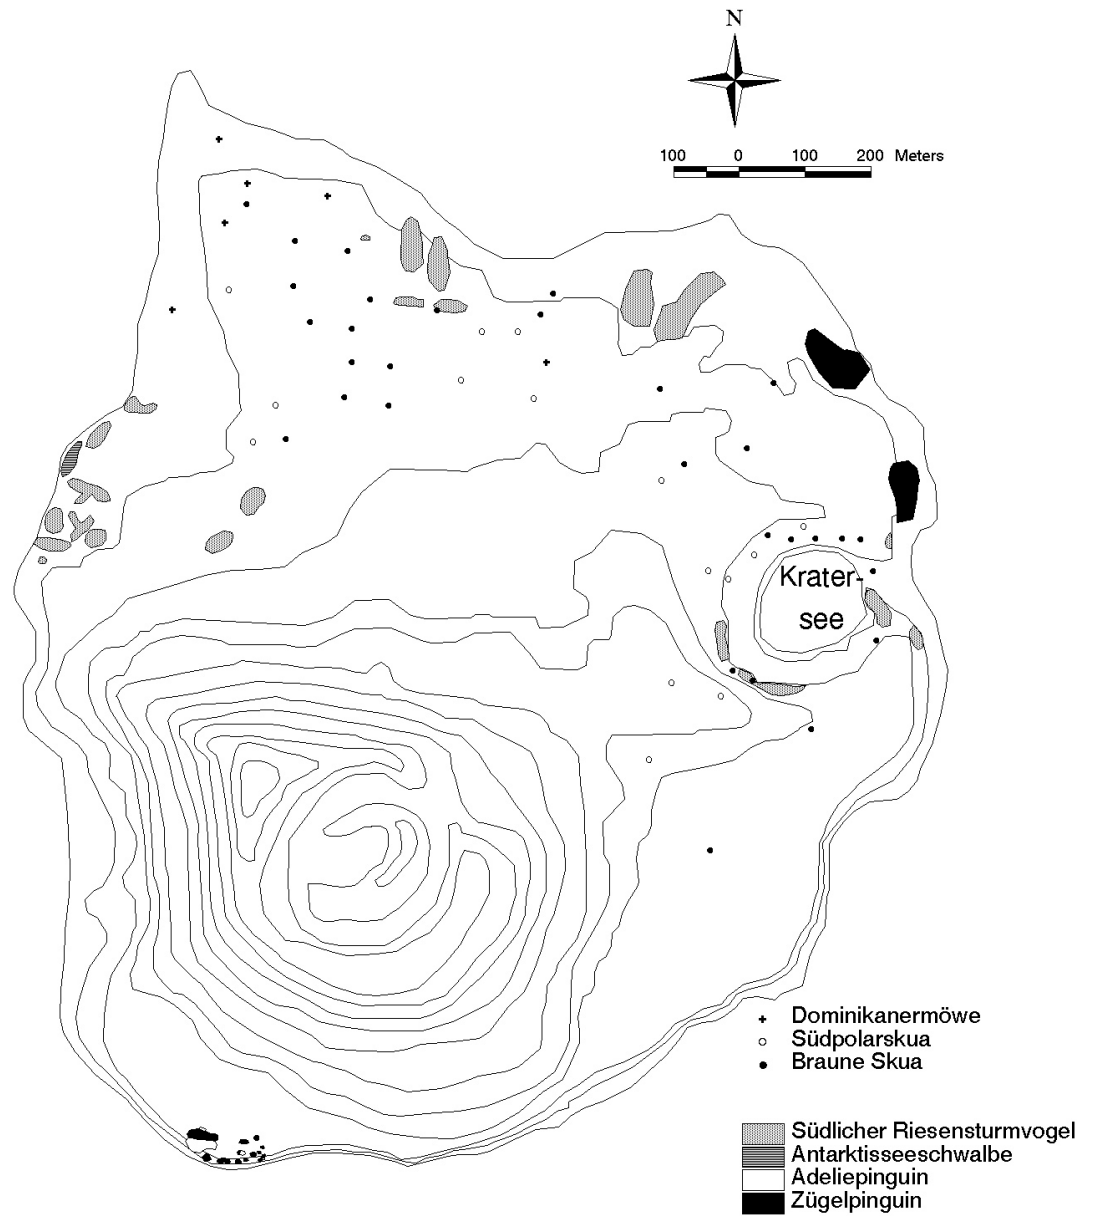 N
100 0 100 200 Meters
Krater-
see
Dominikanermöwe
Südpolarskua
Braune Skua
Südlicher Riesensturmvogel
Antarktisseeschwalbe
Adeliepinguin
Zügelpinguin